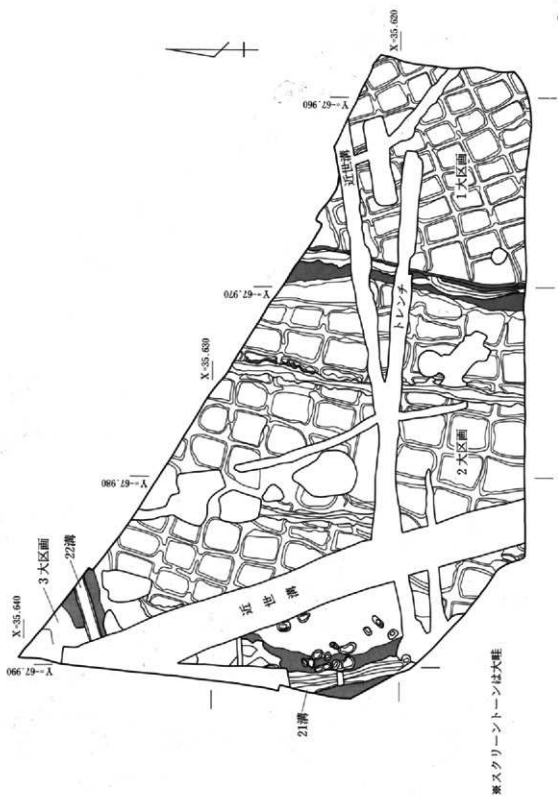 X=35.620
Y=-67.960
近世溝
1大区画
Y=-67.970
トレンチ
X=35.630
2大区画
Y=-67.980
3大区画
22溝
X=35.640
近世溝
Y=-67.990
21溝
※スクリーントーンは大畦